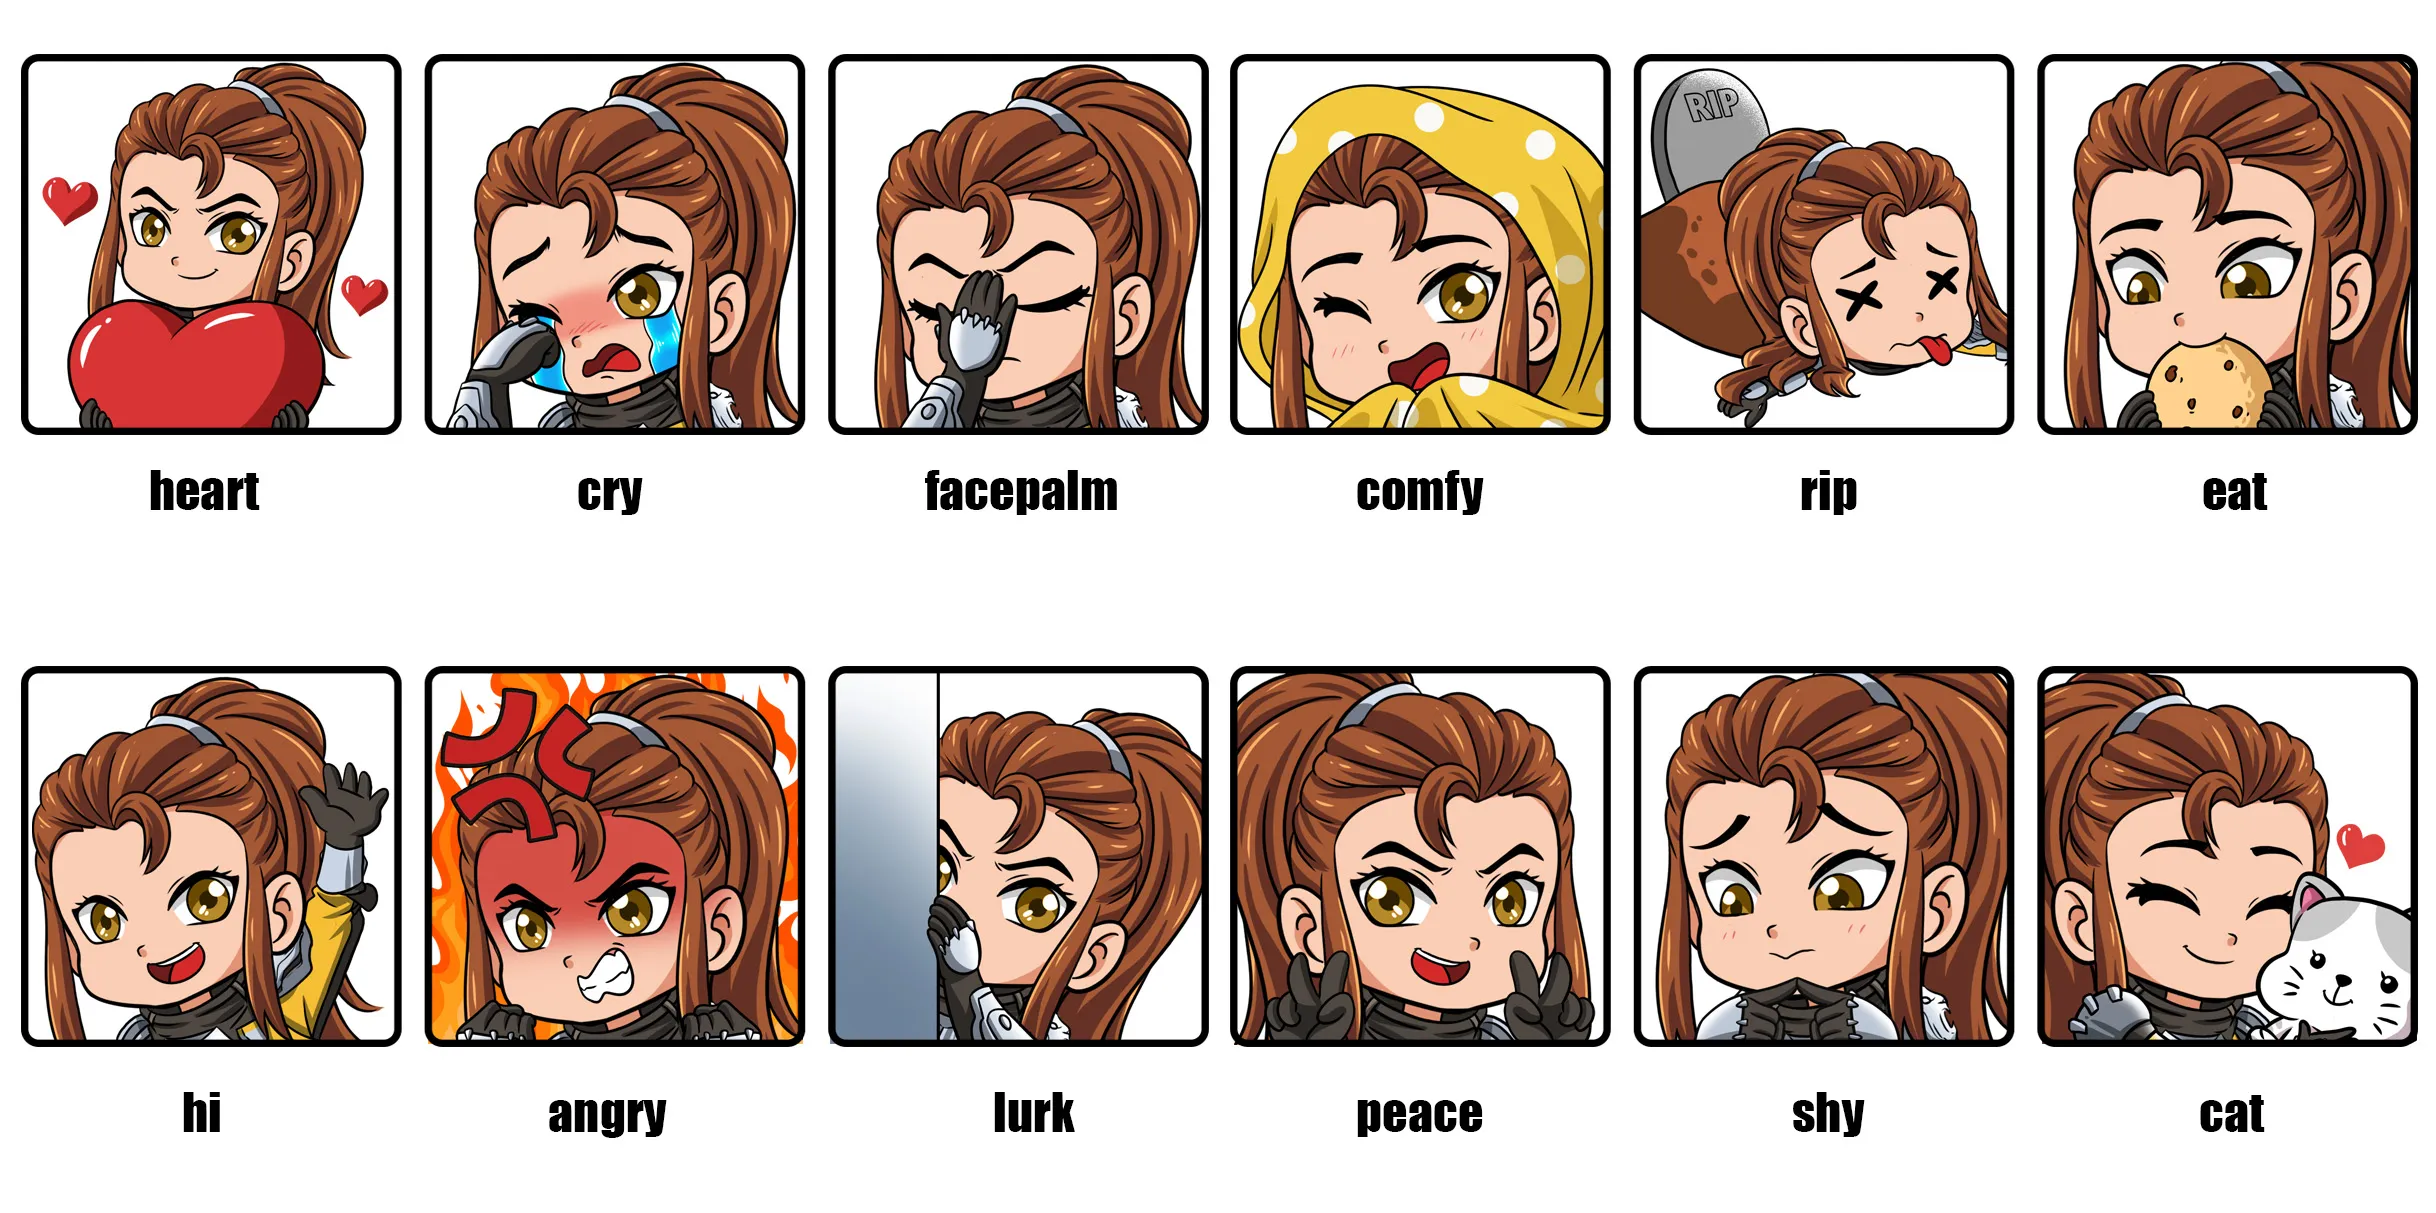 RIP
heart
cry
facepalm
comfy
rip
eat
hi
angry
lurk
peace
shy
cat